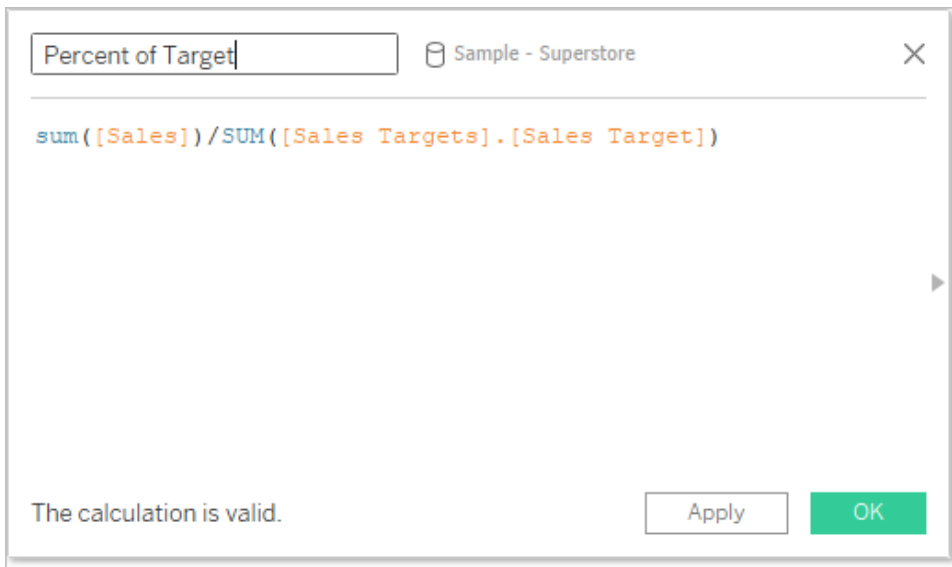 Percent of Target Sample - Superstore
sum([Sales])/SUM([Sales Targets].[Sales Target])
The calculation is valid. Apply OK